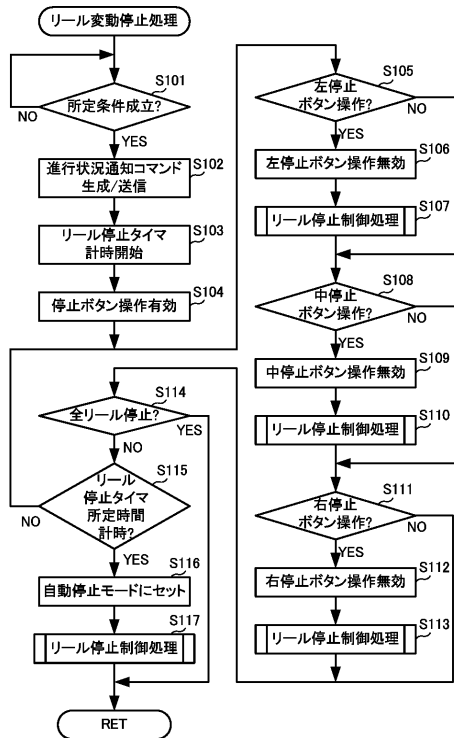 リール変動停止処理
S101
所定条件成立?
NO
YES
S102
進行状況通知コマンド
生成/送信
S103
リール停止タイマ
計時開始
S104
停止ボタン操作有効
S105
左停止
ボタン操作?
NO
YES
S106
左停止ボタン操作無効
S107
リール停止制御処理
S108
中停止
ボタン操作?
NO
YES
S109
中停止ボタン操作無効
S110
リール停止制御処理
S111
右停止
ボタン操作?
NO
YES
S112
右停止ボタン操作無効
S113
リール停止制御処理
S114
全リール停止?
YES
NO
S115
リール
停止タイマ
所定時間
計時?
NO
YES
S116
自動停止モードにセット
S117
リール停止制御処理
RET